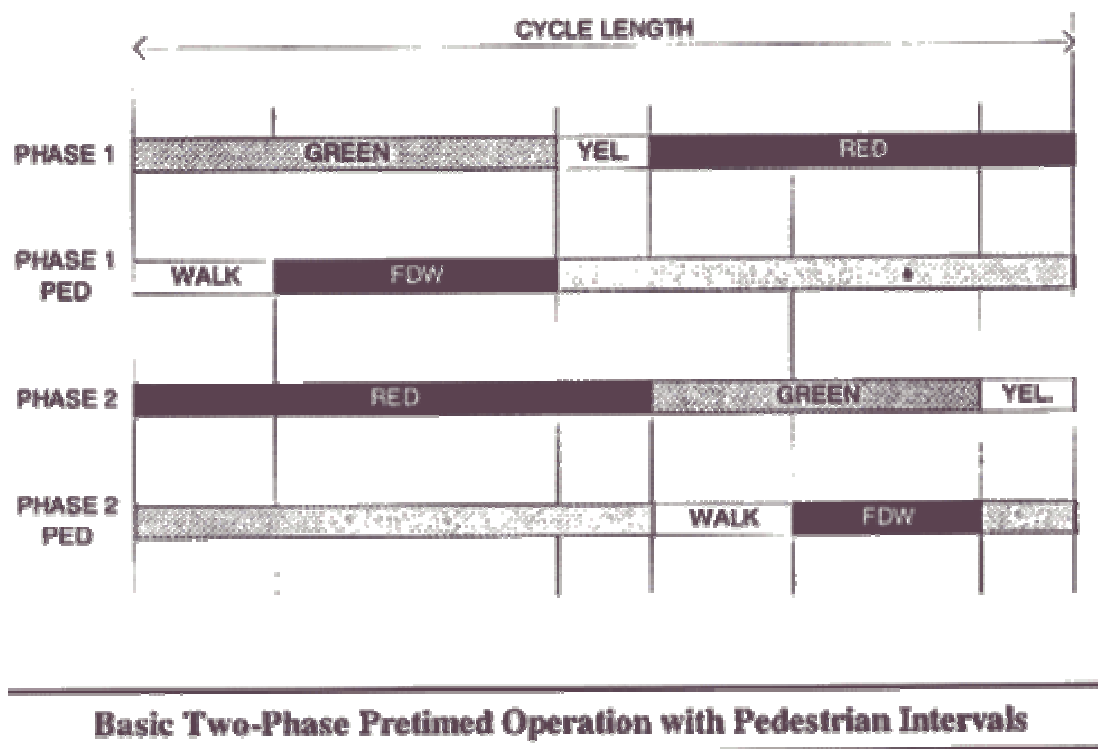 CYCLE LENGTH
PHASE 1
GREEN
YEL.
RED
PHASE 1
PED
WALK
FDW
PHASE 2
RED
GREEN
YEL.
PHASE 2
PED
WALK
FDW
Basic Two-Phase Pretimed Operation with Pedestrian Intervals